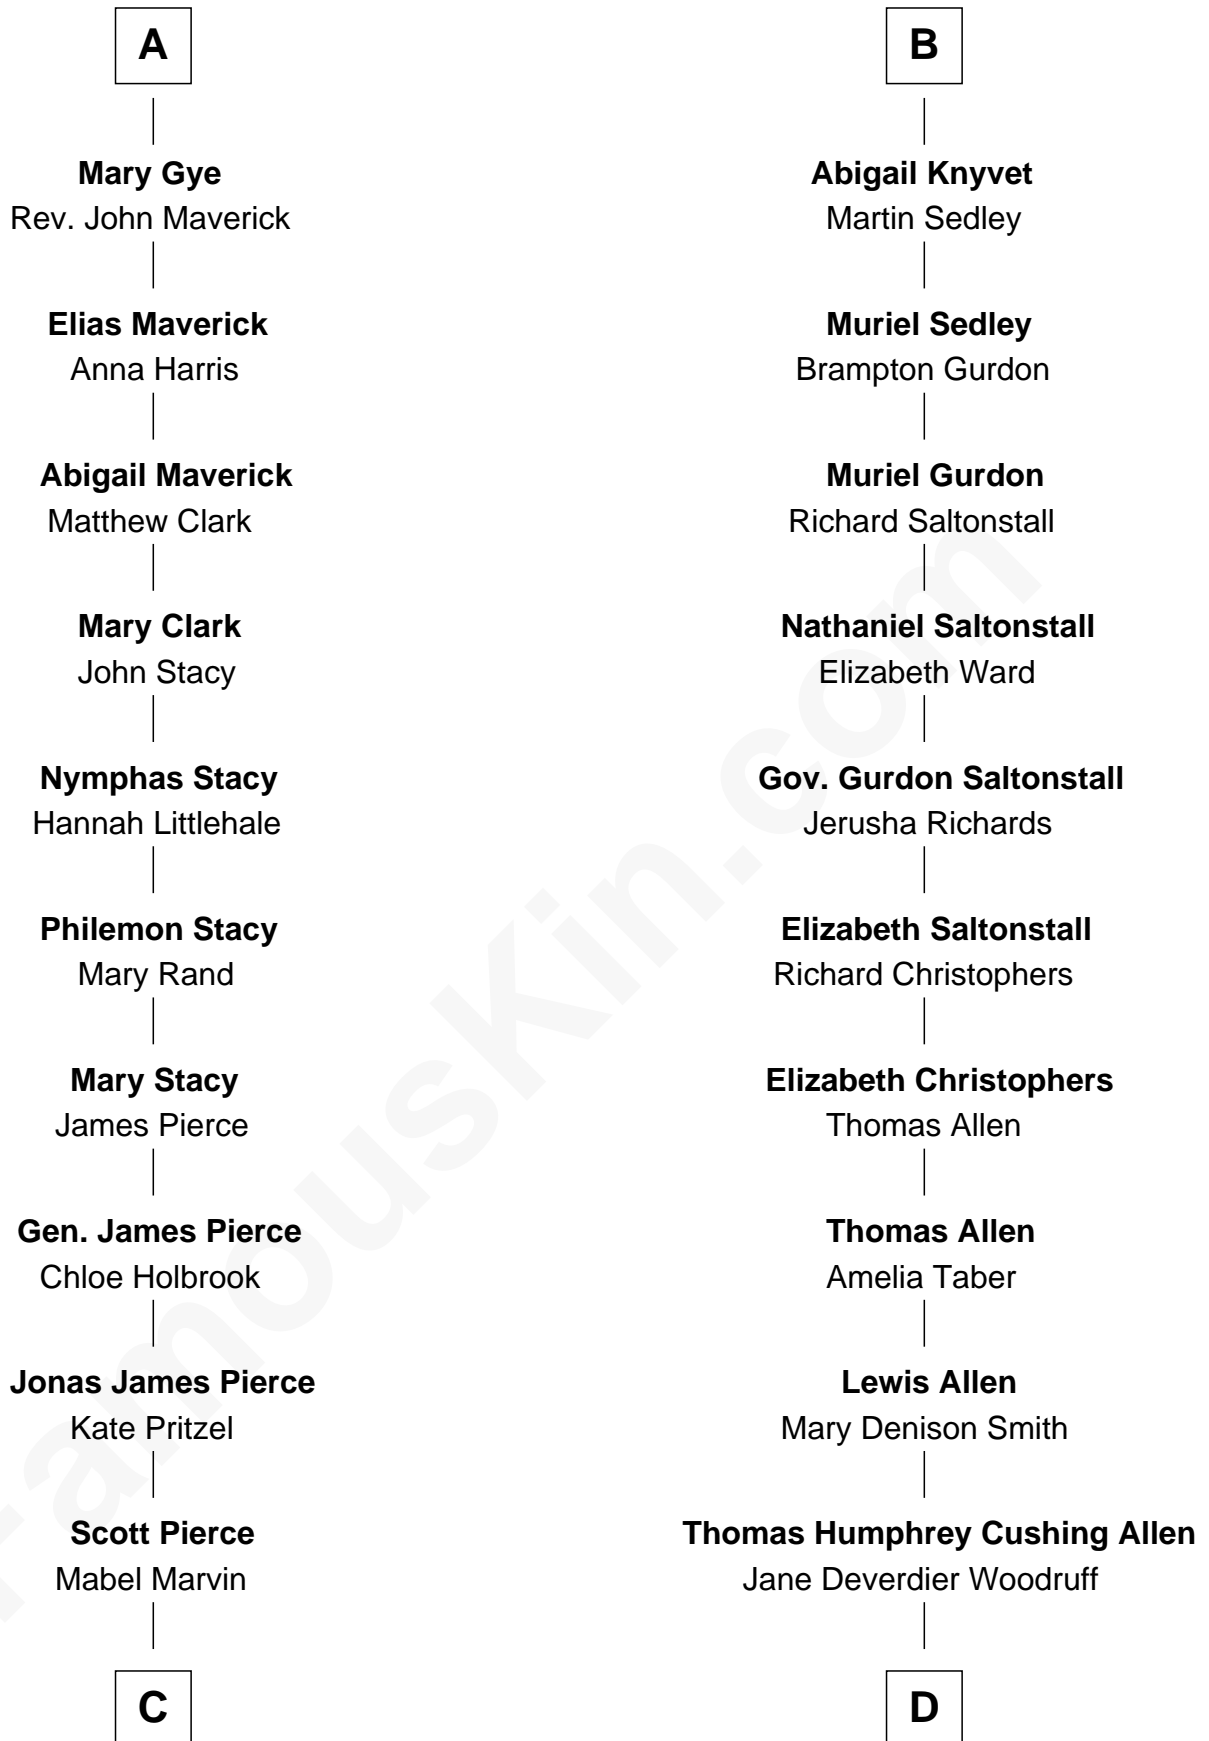 A
Mary Gye
Rev. John Maverick
Elias Maverick
Anna Harris
Abigail Maverick
Matthew Clark
Mary Clark
John Stacy
Nymphas Stacy
Hannah Littlehale
Philemon Stacy
Mary Rand
Mary Stacy
James Pierce
Gen. James Pierce
Chloe Holbrook
Jonas James Pierce
Kate Pritzel
Scott Pierce
Mabel Marvin
C
B
Abigail Knyvet
Martin Sedley
Muriel Sedley
Brampton Gurdon
Muriel Gurdon
Richard Saltonstall
Nathaniel Saltonstall
Elizabeth Ward
Gov. Gurdon Saltonstall
Jerusha Richards
Elizabeth Saltonstall
Richard Christophers
Elizabeth Christophers
Thomas Allen
Thomas Allen
Amelia Taber
Lewis Allen
Mary Denison Smith
Thomas Humphrey Cushing Allen
Jane Deverdier Woodruff
D
FamousKin.com